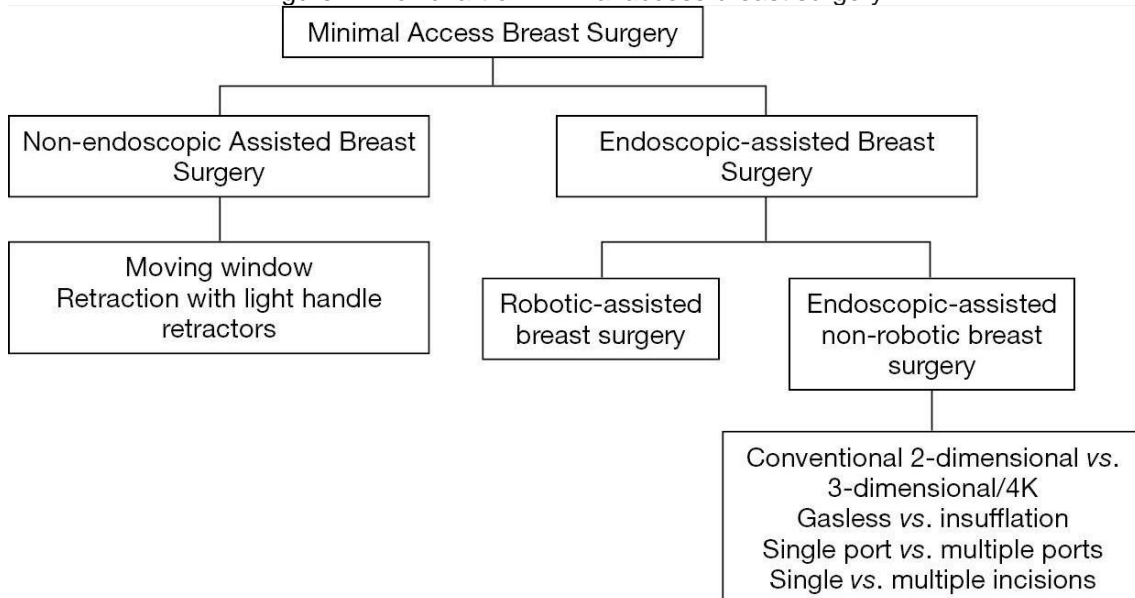 Minimal Access Breast Surgery
Non-endoscopic Assisted Breast
Surgery
Endoscopic-assisted Breast
Surgery
Moving window
Retraction with light handle
retractors
Robotic-assisted
breast surgery
Endoscopic-assisted
non-robotic breast
surgery
Conventional 2-dimensional vs.
3-dimensional/4K
Gasless vs. insufflation
Single port vs. multiple ports
Single vs. multiple incisions